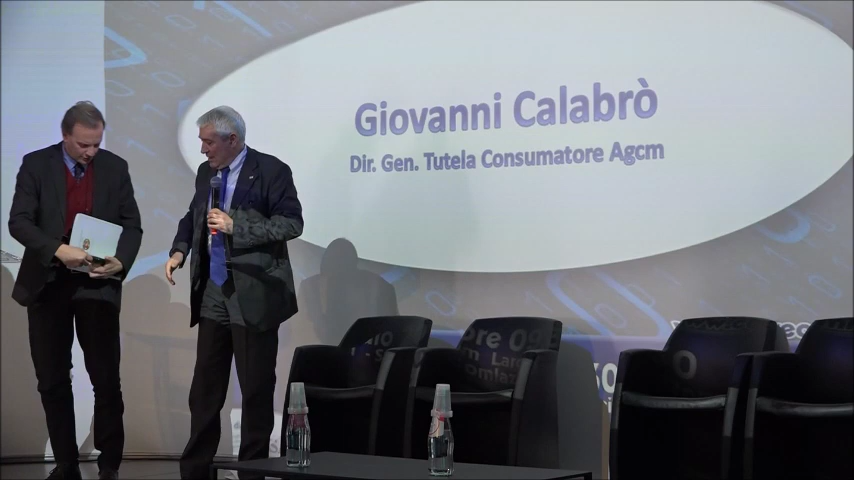 Giovanni Calabrò
Dir. Gen. Tutela Consumatore Agcm